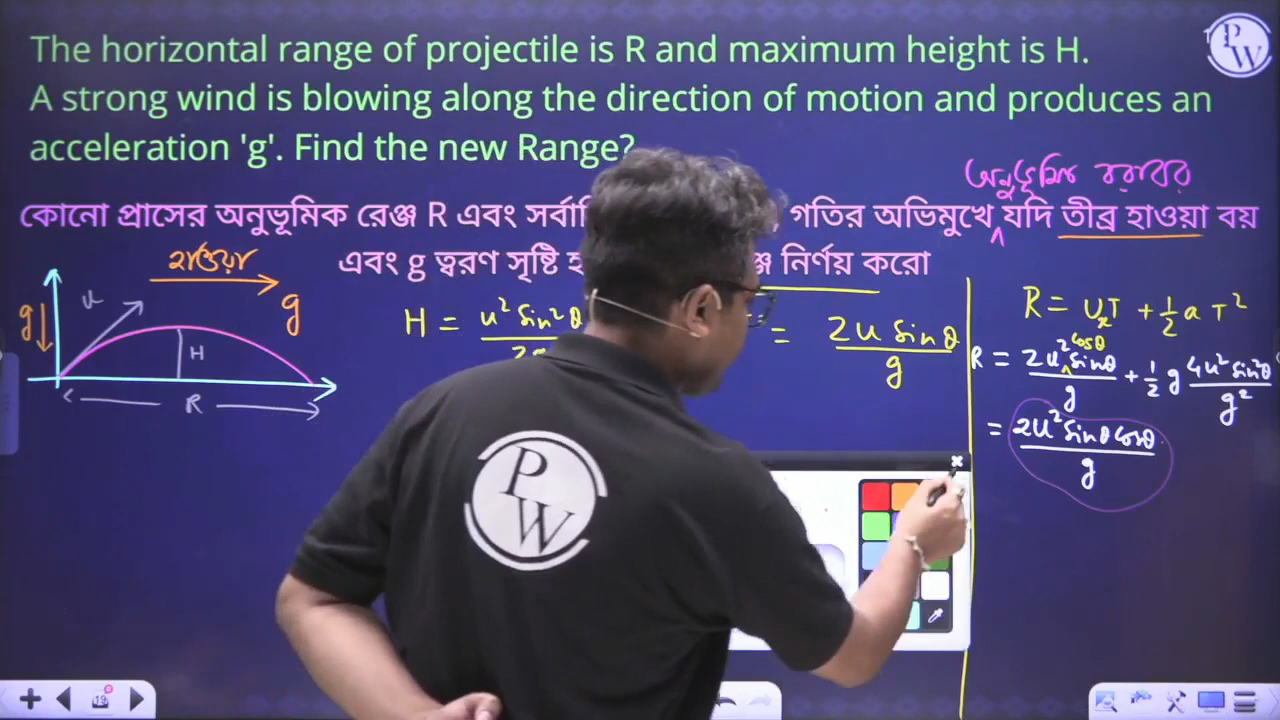 The horizontal range of projectile is R and maximum height is H.
A strong wind is blowing along the direction of motion and produces an
acceleration 'g'. Find the new Range?
অনুভূমিক বরাবর
কোনো প্রাসের অনুভূমিক রেঞ্জ R এবং গতির অভিমুখে ^ যদি তীব্র হাওয়া বয়
এবং g ত্বরণ সৃষ্টি নির্ণয় করো
হাওয়া
g
g
u
H
R
H = u² sin²θ
= 2u sinθ / g
R = uₓT + ½ a T²
R = 2u² sinθ cosθ / g + ½ g 4u² sin²θ / g²
= 2u² sinθ cosθ / g
P
W
PW
19